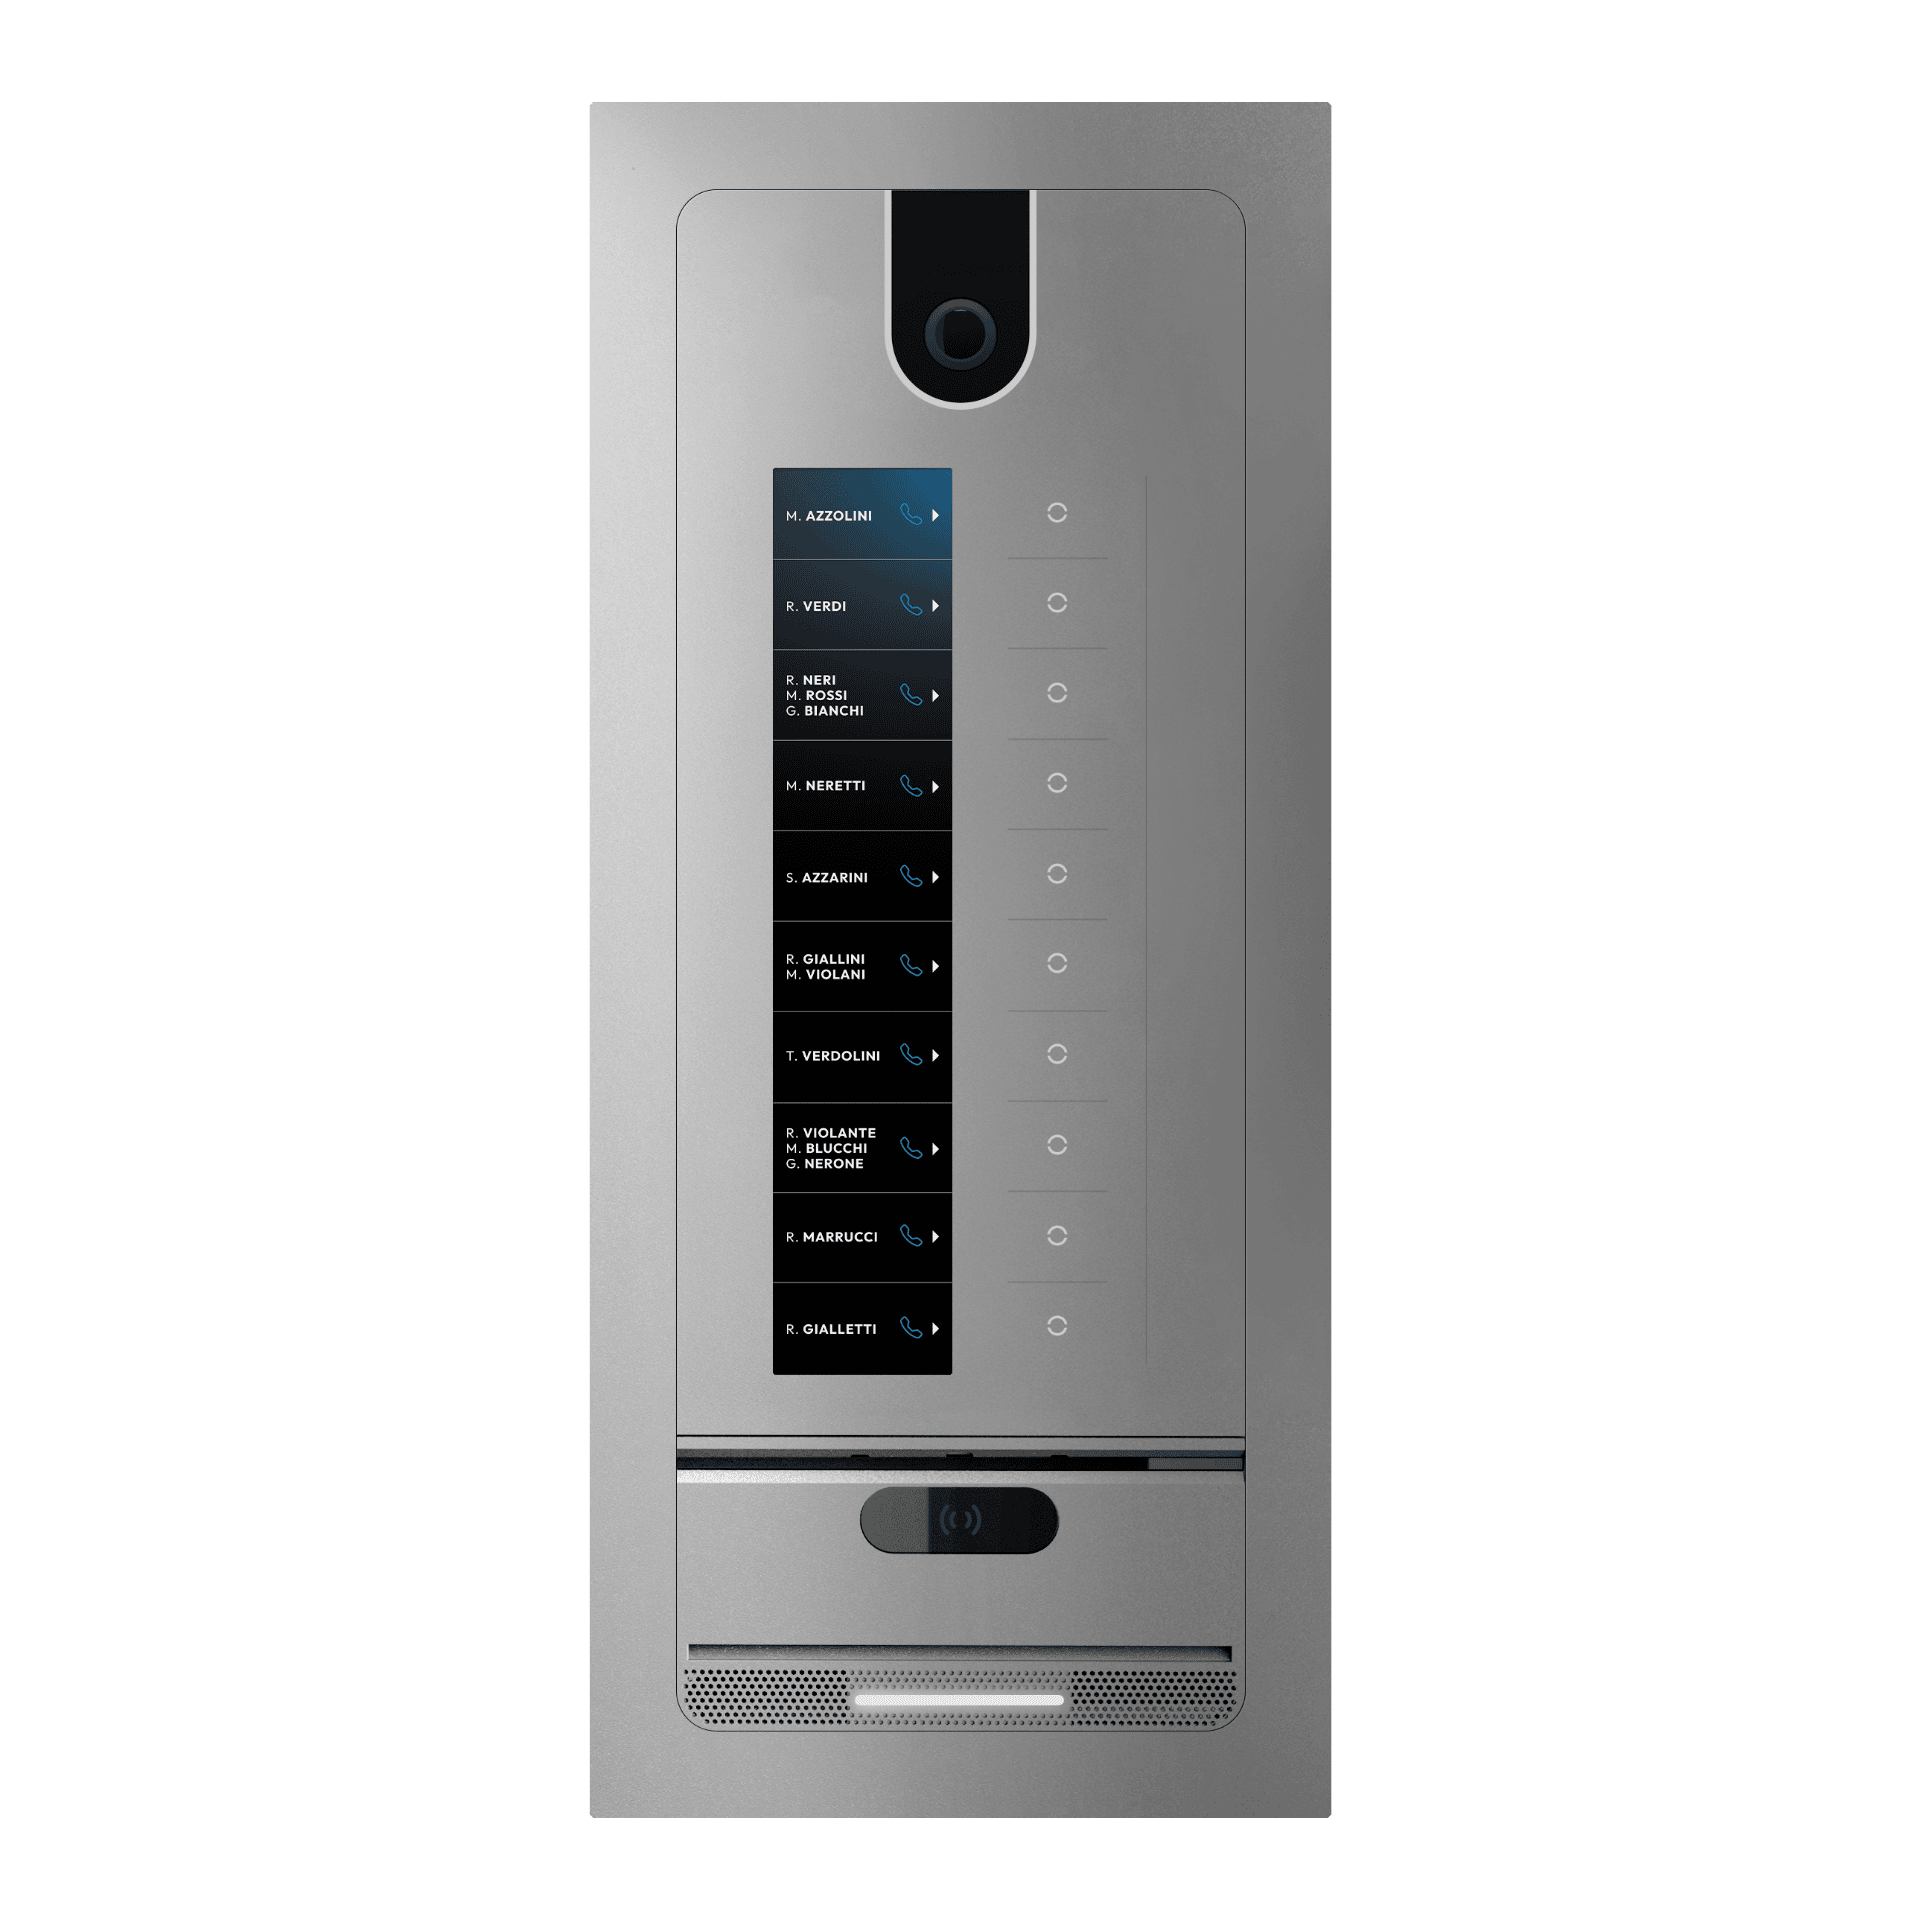 M. AZZOLINI
R. VERDI
R. NERI
M. ROSSI
G. BIANCHI
M. NERETTI
S. AZZARINI
R. GIALLINI
M. VIOLANI
T. VERDOLINI
R. VIOLANTE
M. BLUCCHI
G. NERONE
R. MARRUCCI
R. GIALLETTI